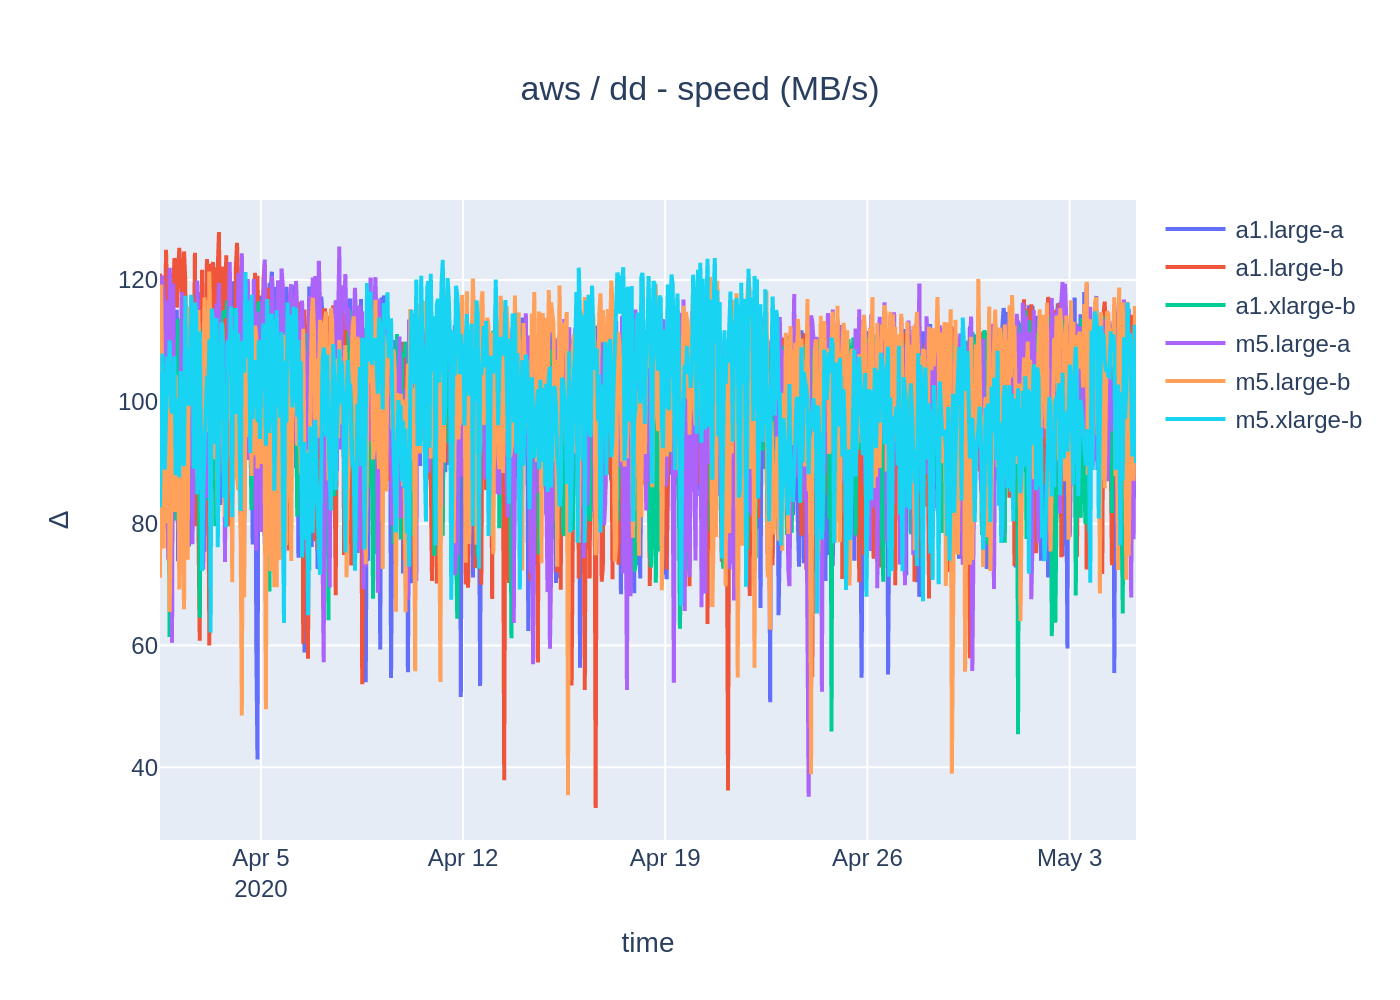 aws / dd - speed (MB/s)
a1.large-a
a1.large-b
a1.xlarge-b
m5.large-a
m5.large-b
m5.xlarge-b
120
100
80
60
40
Δ
Apr 5
2020
Apr 12
Apr 19
Apr 26
May 3
time